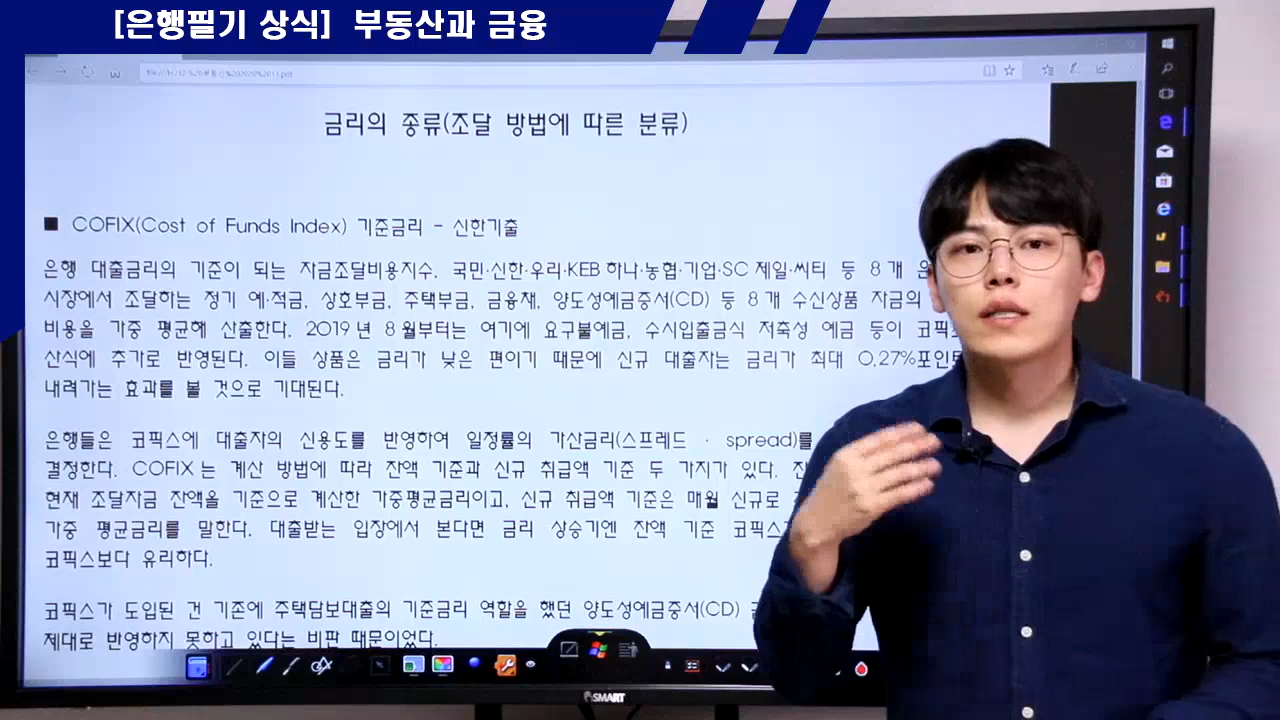 [은행필기 상식] 부동산과 금융
금리의 종류(조달 방법에 따른 분류)
■ COFIX(Cost of Funds Index) 기준금리 - 신한기출
은행 대출금리의 기준이 되는 자금조달비용지수. 국민·신한·우리·KEB하나·농협·기업·SC제일·씨티 등 8개 은
시장에서 조달하는 정기 예·적금, 상호부금, 주택부금, 금융채, 양도성예금증서(CD) 등 8개 수신상품 자금의
비용을 가중 평균해 산출한다. 2019년 8월부터는 여기에 요구불예금, 수시입출금식 저축성 예금 등이 코픽
산식에 추가로 반영된다. 이들 상품은 금리가 낮은 편이기 때문에 신규 대출자는 금리가 최대 0.27%포인
내려가는 효과를 볼 것으로 기대된다.
은행들은 코픽스에 대출자의 신용도를 반영하여 일정률의 가산금리(스프레드 · spread)를
결정한다. COFIX는 계산 방법에 따라 잔액 기준과 신규 취급액 기준 두 가지가 있다.
현재 조달자금 잔액을 기준으로 계산한 가중평균금리이고, 신규 취급액 기준은 매월 신규로
가중 평균금리를 말한다. 대출받는 입장에서 본다면 금리 상승기엔 잔액 기준 코픽스가
코픽스보다 유리하다.
코픽스가 도입된 건 기존에 주택담보대출의 기준금리 역할을 했던 양도성예금증서(CD)
제대로 반영하지 못하고 있다는 비판 때문이었다.
SMART